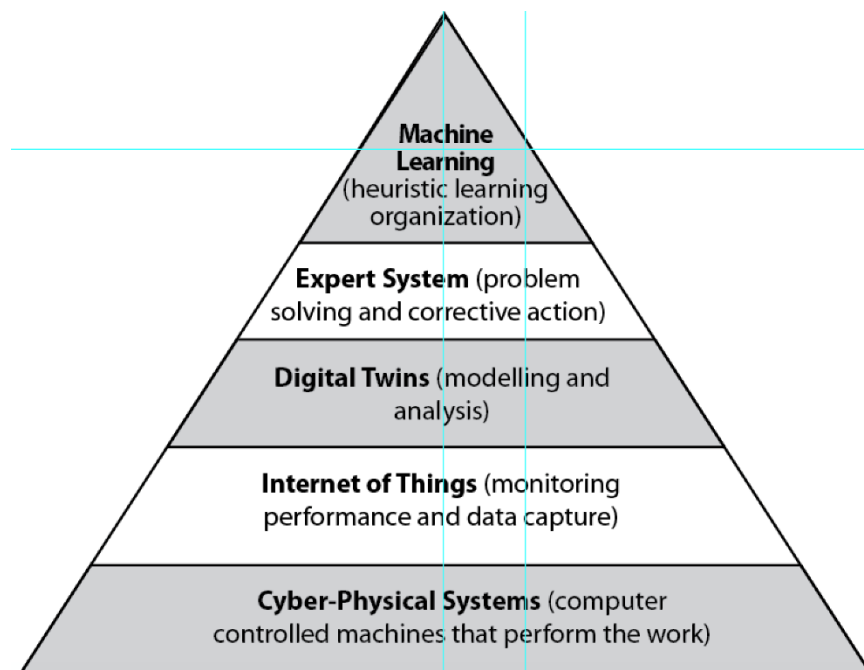 Machine
Learning
(heuristic learning
organization)
Expert System (problem
solving and corrective action)
Digital Twins (modelling and
analysis)
Internet of Things (monitoring
performance and data capture)
Cyber-Physical Systems (computer
controlled machines that perform the work)